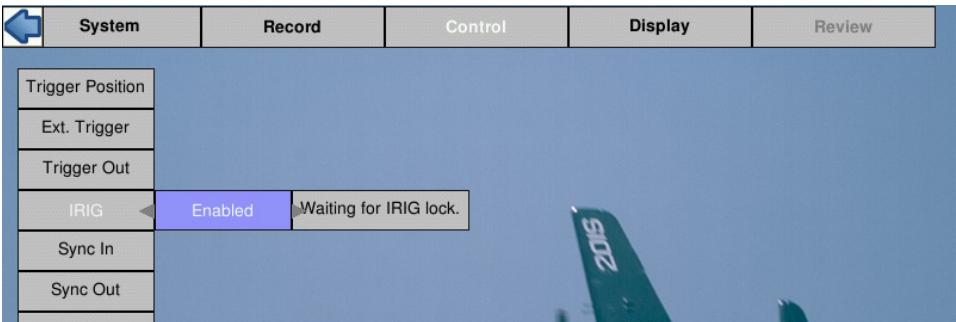 System Record Control Display Review
Trigger Position
Ext. Trigger
Trigger Out
IRIG Enabled Waiting for IRIG lock.
Sync In
Sync Out
2018